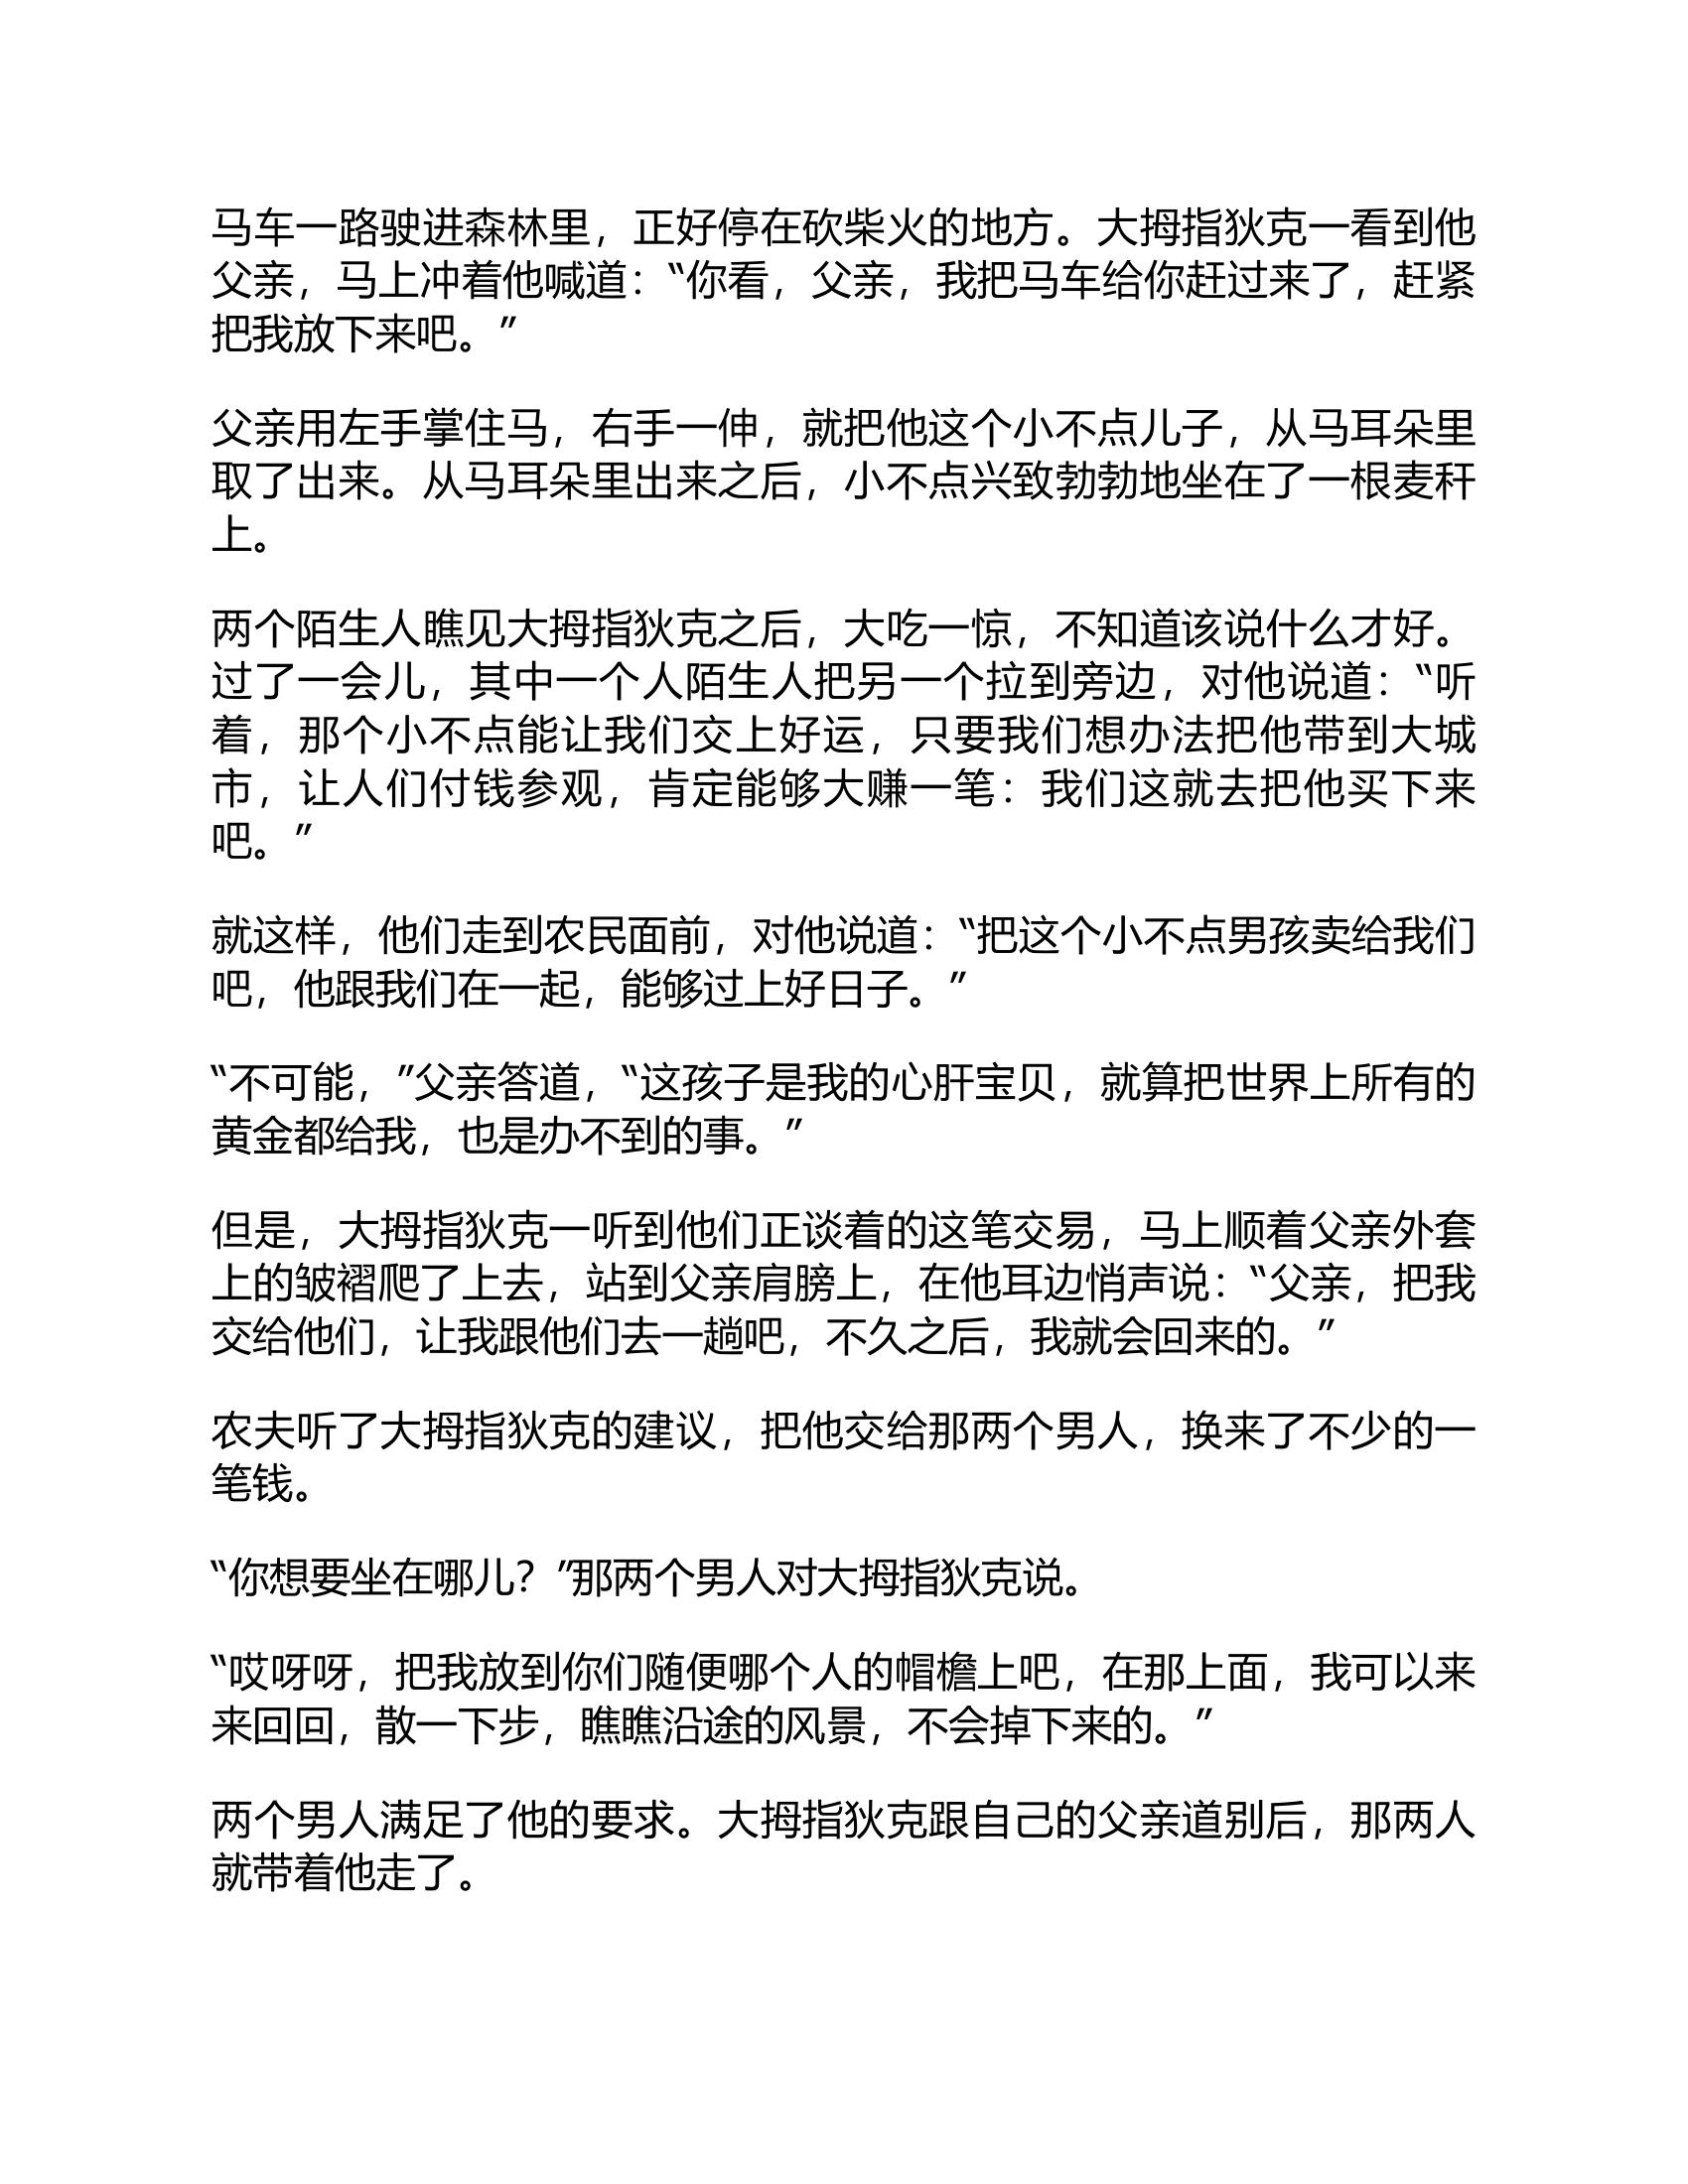 马车一路驶进森林里，正好停在砍柴火的地方。大拇指狄克一看到他
父亲，马上冲着他喊道：“你看，父亲，我把马车给你赶过来了，赶紧
把我放下来吧。”
父亲用左手掌住马，右手一伸，就把他这个小不点儿子，从马耳朵里
取了出来。从马耳朵里出来之后，小不点兴致勃勃地坐在了一根麦秆
上。
两个陌生人瞧见大拇指狄克之后，大吃一惊，不知道该说什么才好。
过了一会儿，其中一个人陌生人把另一个拉到旁边，对他说道：“听
着，那个小不点能让我们交上好运，只要我们想办法把他带到大城
市，让人们付钱参观，肯定能够大赚一笔：我们这就去把他买下来
吧。”
就这样，他们走到农民面前，对他说道：“把这个小不点男孩卖给我们
吧，他跟我们在一起，能够过上好日子。”
“不可能，”父亲答道，“这孩子是我的心肝宝贝，就算把世界上所有的
黄金都给我，也是办不到的事。”
但是，大拇指狄克一听到他们正谈着的这笔交易，马上顺着父亲外套
上的皱褶爬了上去，站到父亲肩膀上，在他耳边悄声说：“父亲，把我
交给他们，让我跟他们去一趟吧，不久之后，我就会回来的。”
农夫听了大拇指狄克的建议，把他交给那两个男人，换来了不少的一
笔钱。
“你想要坐在哪儿？”那两个男人对大拇指狄克说。
“哎呀呀，把我放到你们随便哪个人的帽檐上吧，在那上面，我可以来
来回回，散一下步，瞧瞧沿途的风景，不会掉下来的。”
两个男人满足了他的要求。大拇指狄克跟自己的父亲道别后，那两人
就带着他走了。